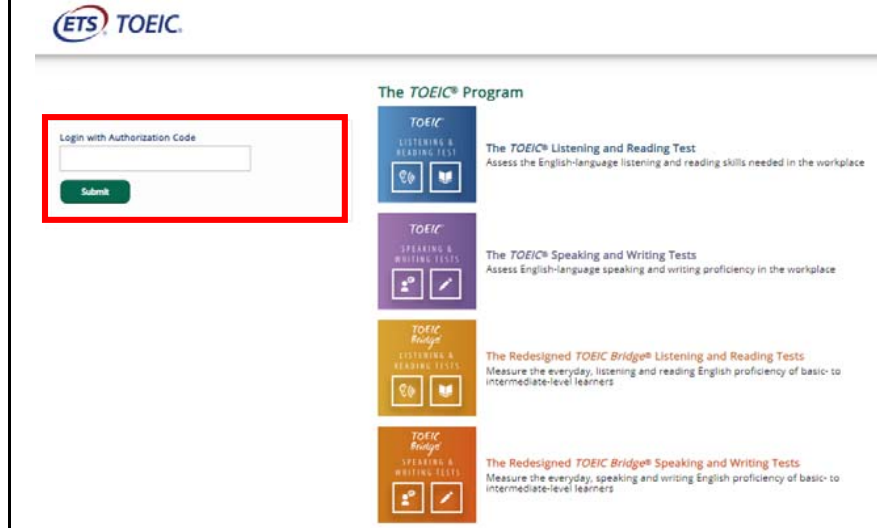 ETS TOEIC®
Login with Authorization Code
Submit
The TOEIC® Program
TOEIC
LISTENING &
READING TEST
The TOEIC® Listening and Reading Test
Assess the English-language listening and reading skills needed in the workplace
TOEIC
SPEAKING &
WRITING TESTS
The TOEIC® Speaking and Writing Tests
Assess English-language speaking and writing proficiency in the workplace
TOEIC
Bridge
LISTENING &
READING TESTS
The Redesigned TOEIC Bridge® Listening and Reading Tests
Measure the everyday, listening and reading English proficiency of basic- to
intermediate-level learners
TOEIC
Bridge
SPEAKING &
WRITING TESTS
The Redesigned TOEIC Bridge® Speaking and Writing Tests
Measure the everyday, speaking and writing English proficiency of basic- to
intermediate-level learners